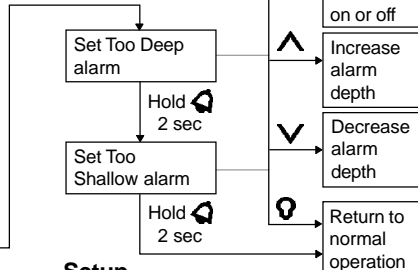 on or off
Set Too Deep
alarm
Increase
alarm
depth
Hold
2 sec
Decrease
alarm
depth
Set Too
Shallow alarm
Hold
2 sec
Return to
normal
operation